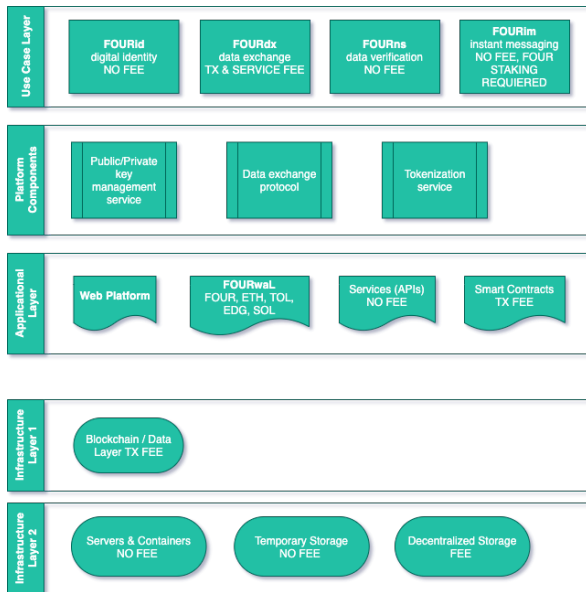 Use Case Layer
FOURid
digital identity
NO FEE
FOURdx
data exchange
TX & SERVICE FEE
FOURns
data verification
NO FEE
FOURim
instant messaging
NO FEE, FOUR
STAKING
REQUIERED
Platform
Components
Public/Private
key
management
service
Data exchange
protocol
Tokenization
service
Applicational
Layer
Web Platform
FOURwaL
FOUR, ETH, TOL,
EDG, SOL
Services (APIs)
NO FEE
Smart Contracts
TX FEE
Infrastructure
Layer 1
Blockchain / Data
Layer TX FEE
Infrastructure
Layer 2
Servers & Containers
NO FEE
Temporary Storage
NO FEE
Decentralized Storage
FEE